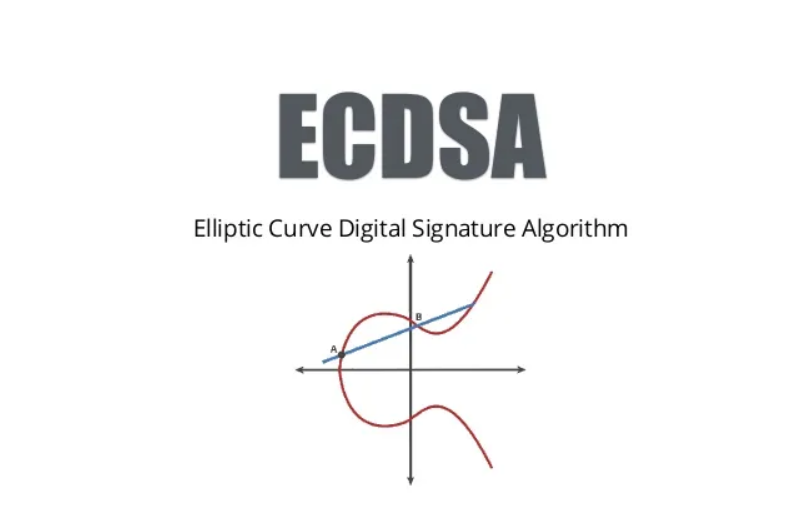 ECDSA
Elliptic Curve Digital Signature Algorithm
B
A